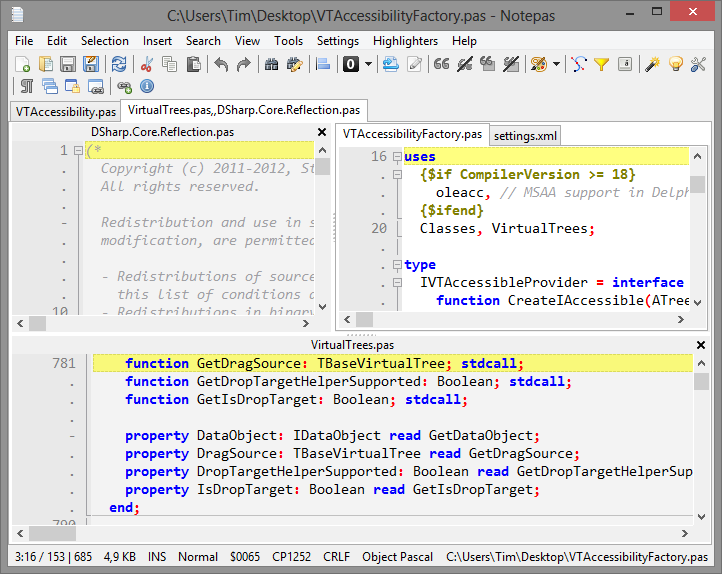 C:\Users\Tim\Desktop\VTAccessibilityFactory.pas - Notepas
File Edit Selection Insert Search View Tools Settings Highlighters Help
VTAccessibility.pas VirtualTrees.pas,,DSharp.Core.Reflection.pas
DSharp.Core.Reflection.pas
1 (*
Copyright (c) 2011-2012, St
All rights reserved.
Redistribution and use in s
modification, are permitted
- Redistributions of source
this list of conditions
10 - Redistributions in binary
VTAccessibilityFactory.pas settings.xml
16 uses
{$if CompilerVersion >= 18}
oleacc, // MSAA support in Delph
{$ifend}
20 Classes, VirtualTrees;
type
IVTAccessibleProvider = interface
function CreateIAccessible(ATree
VirtualTrees.pas
781 function GetDragSource: TBaseVirtualTree; stdcall;
function GetDropTargetHelperSupported: Boolean; stdcall;
function GetIsDropTarget: Boolean; stdcall;
property DataObject: IDataObject read GetDataObject;
property DragSource: TBaseVirtualTree read GetDragSource;
property DropTargetHelperSupported: Boolean read GetDropTargetHelperSup
property IsDropTarget: Boolean read GetIsDropTarget;
end;
790
3:16 / 153 | 685 4,9 KB INS Normal $0065 CP1252 CRLF Object Pascal C:\Users\Tim\Desktop\VTAccessibilityFactory.pas